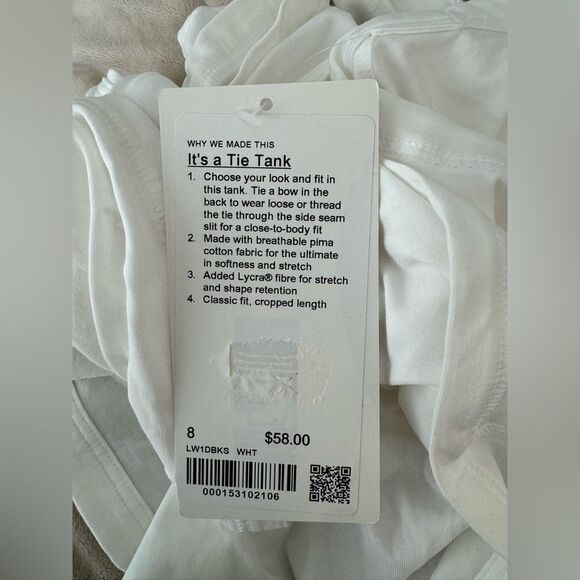 WHY WE MADE THIS
It's a Tie Tank
1. Choose your look and fit in
this tank. Tie a bow in the
back to wear loose or thread
the tie through the side seam
slit for a close-to-body fit
2. Made with breathable pima
cotton fabric for the ultimate
in softness and stretch
3. Added Lycra® fibre for stretch
and shape retention
4. Classic fit, cropped length
8 $58.00
LW1DBKS WHT
000153102106